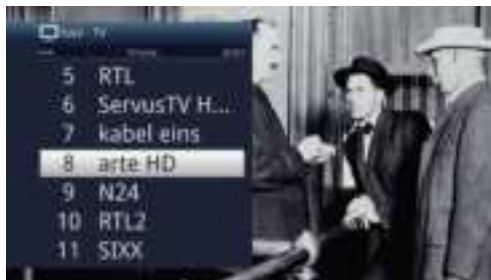 TV
5 RTL
6 ServusTV H...
7 kabel eins
8 arte HD
9 N24
10 RTL2
11 SIXX